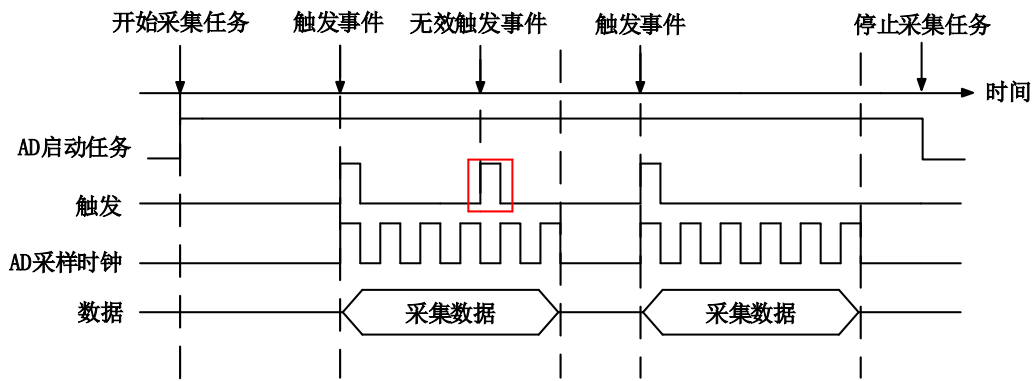 开始采集任务 触发事件 无效触发事件 触发事件 停止采集任务
时间
AD启动任务
触发
AD采样时钟
数据 采集数据 采集数据